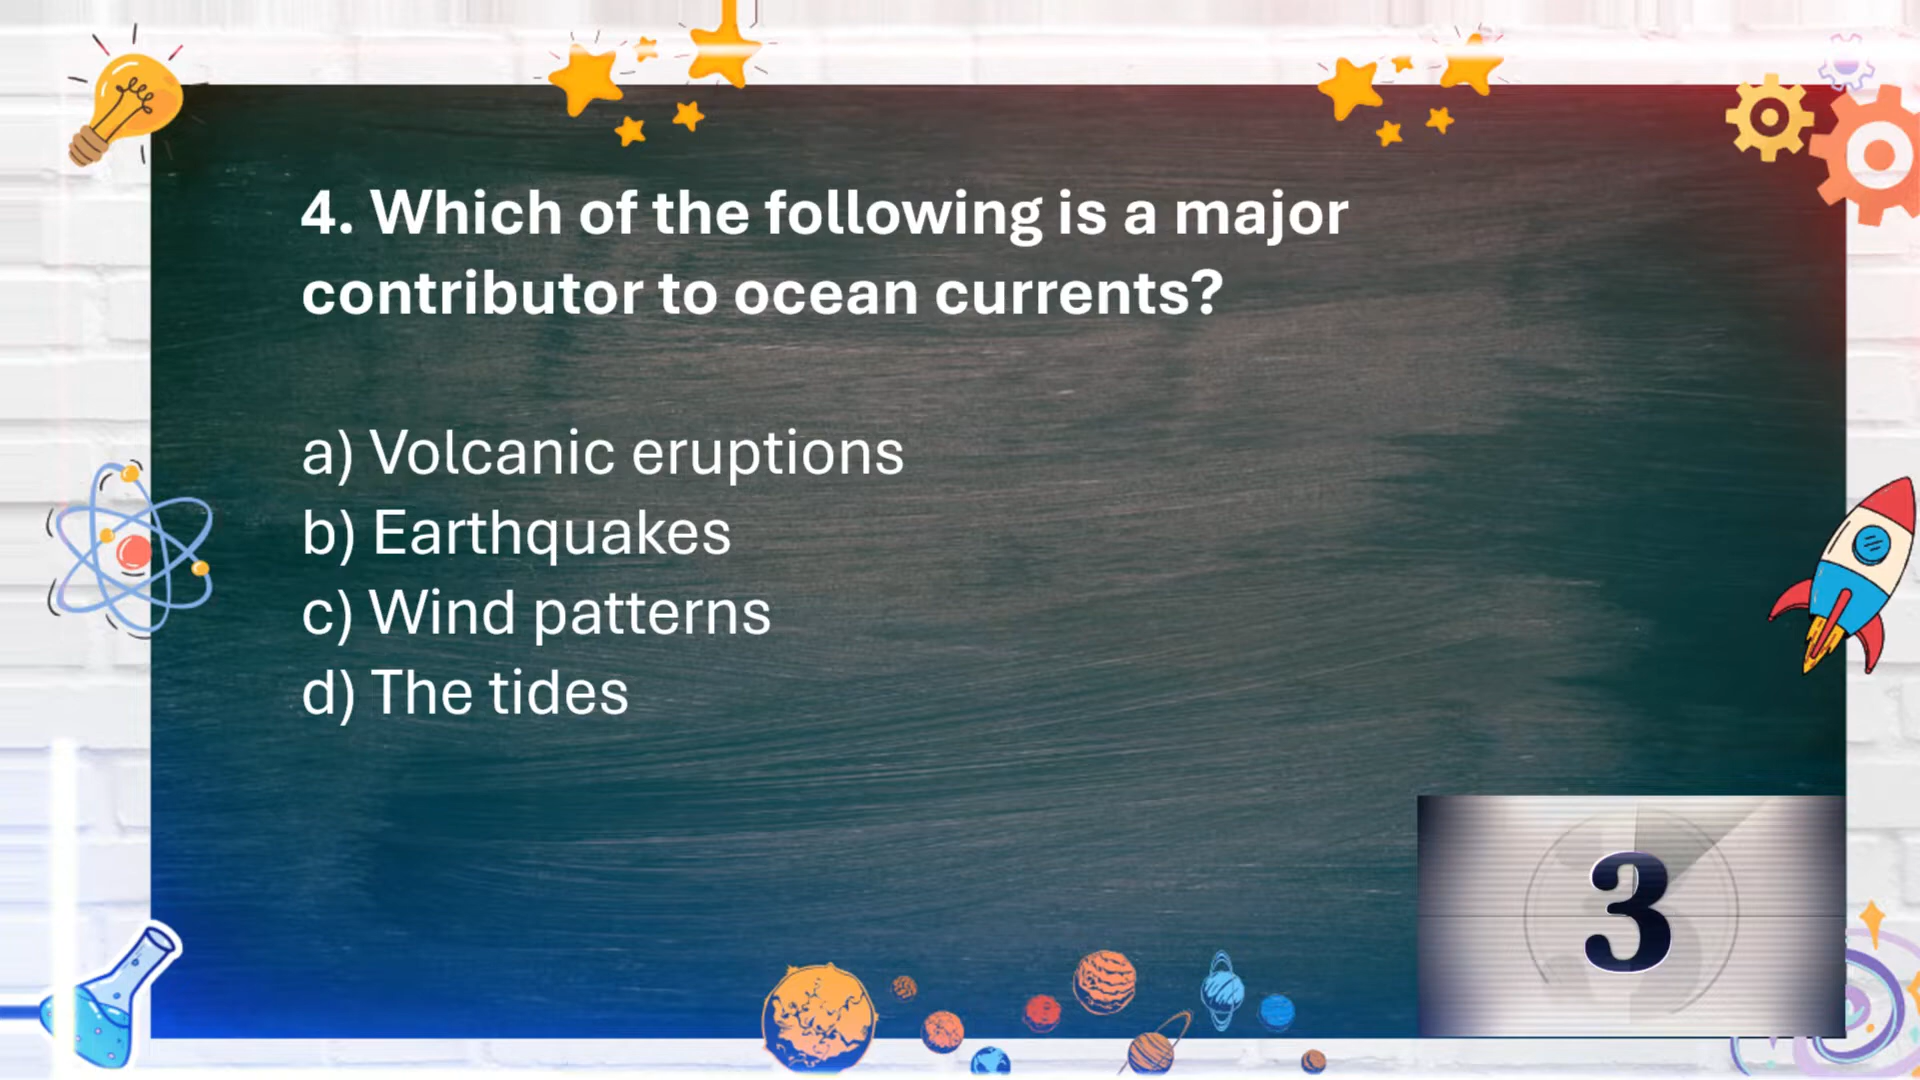 4. Which of the following is a major
contributor to ocean currents?
a) Volcanic eruptions
b) Earthquakes
c) Wind patterns
d) The tides
3